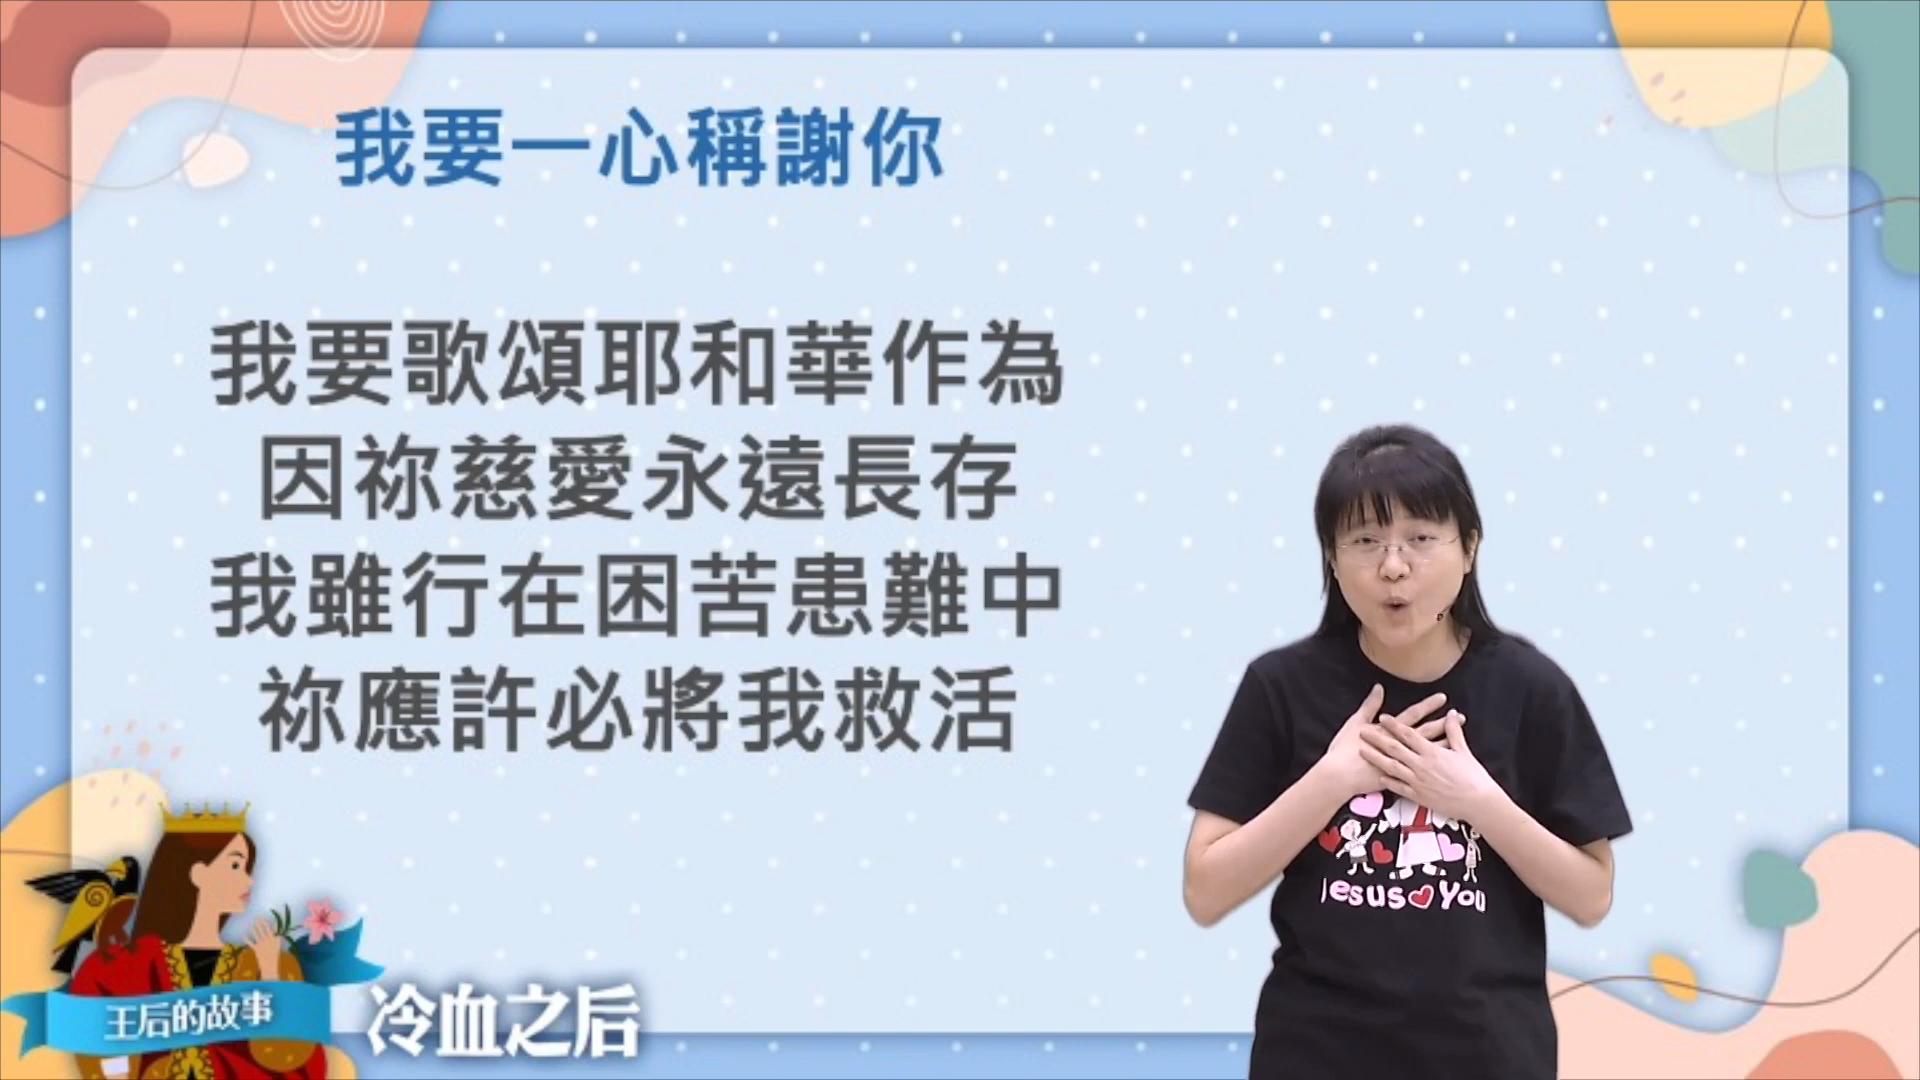 我要一心稱謝你
我要歌頌耶和華作為
因祢慈愛永遠長存
我雖行在困苦患難中
祢應許必將我救活
Jesus You
王后的故事
冷血之后